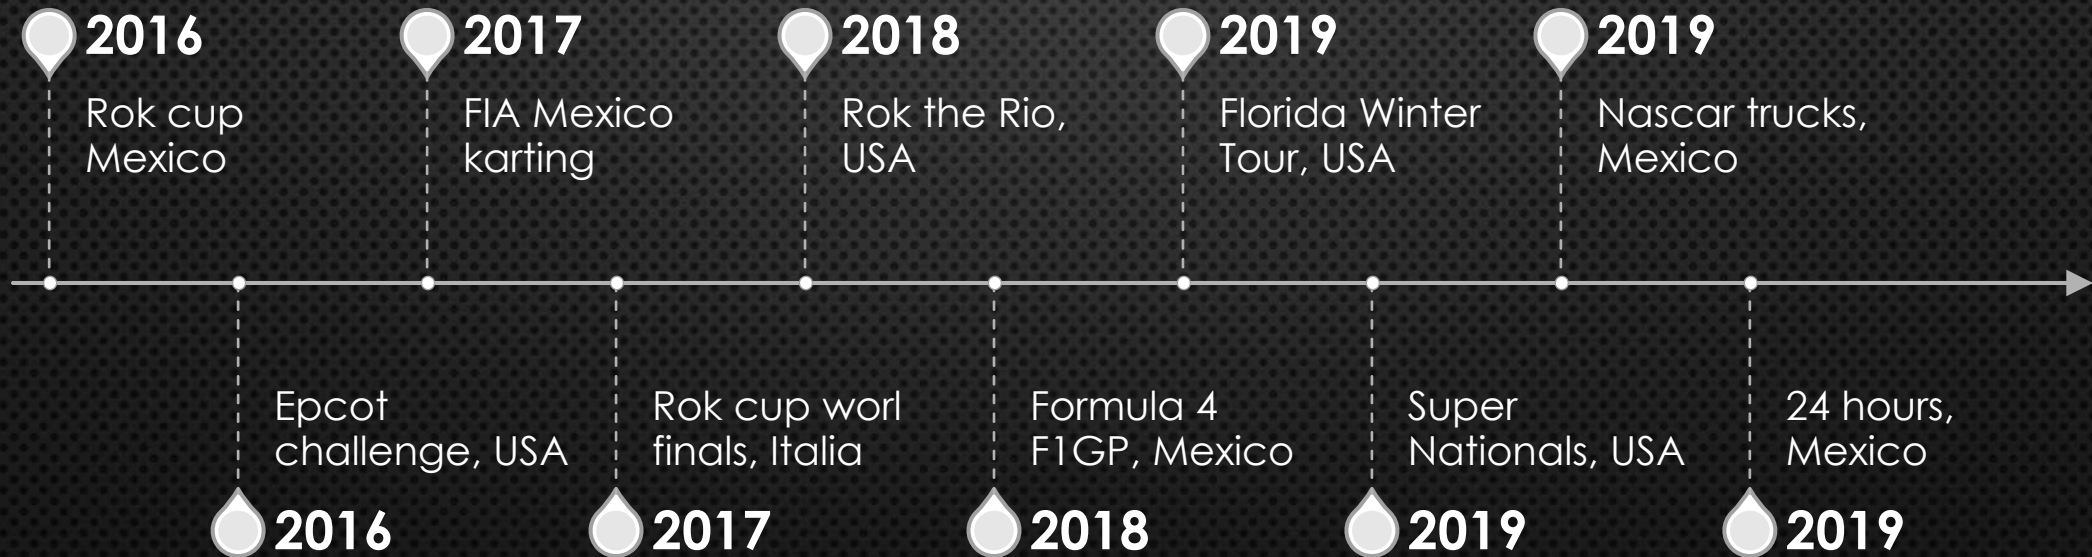 2016
Rok cup
Mexico
2017
FIA Mexico
karting
2018
Rok the Rio,
USA
2019
Florida Winter
Tour, USA
2019
Nascar trucks,
Mexico
Epcot
challenge, USA
2016
Rok cup worl
finals, Italia
2017
Formula 4
F1GP, Mexico
2018
Super
Nationals, USA
2019
24 hours,
Mexico
2019